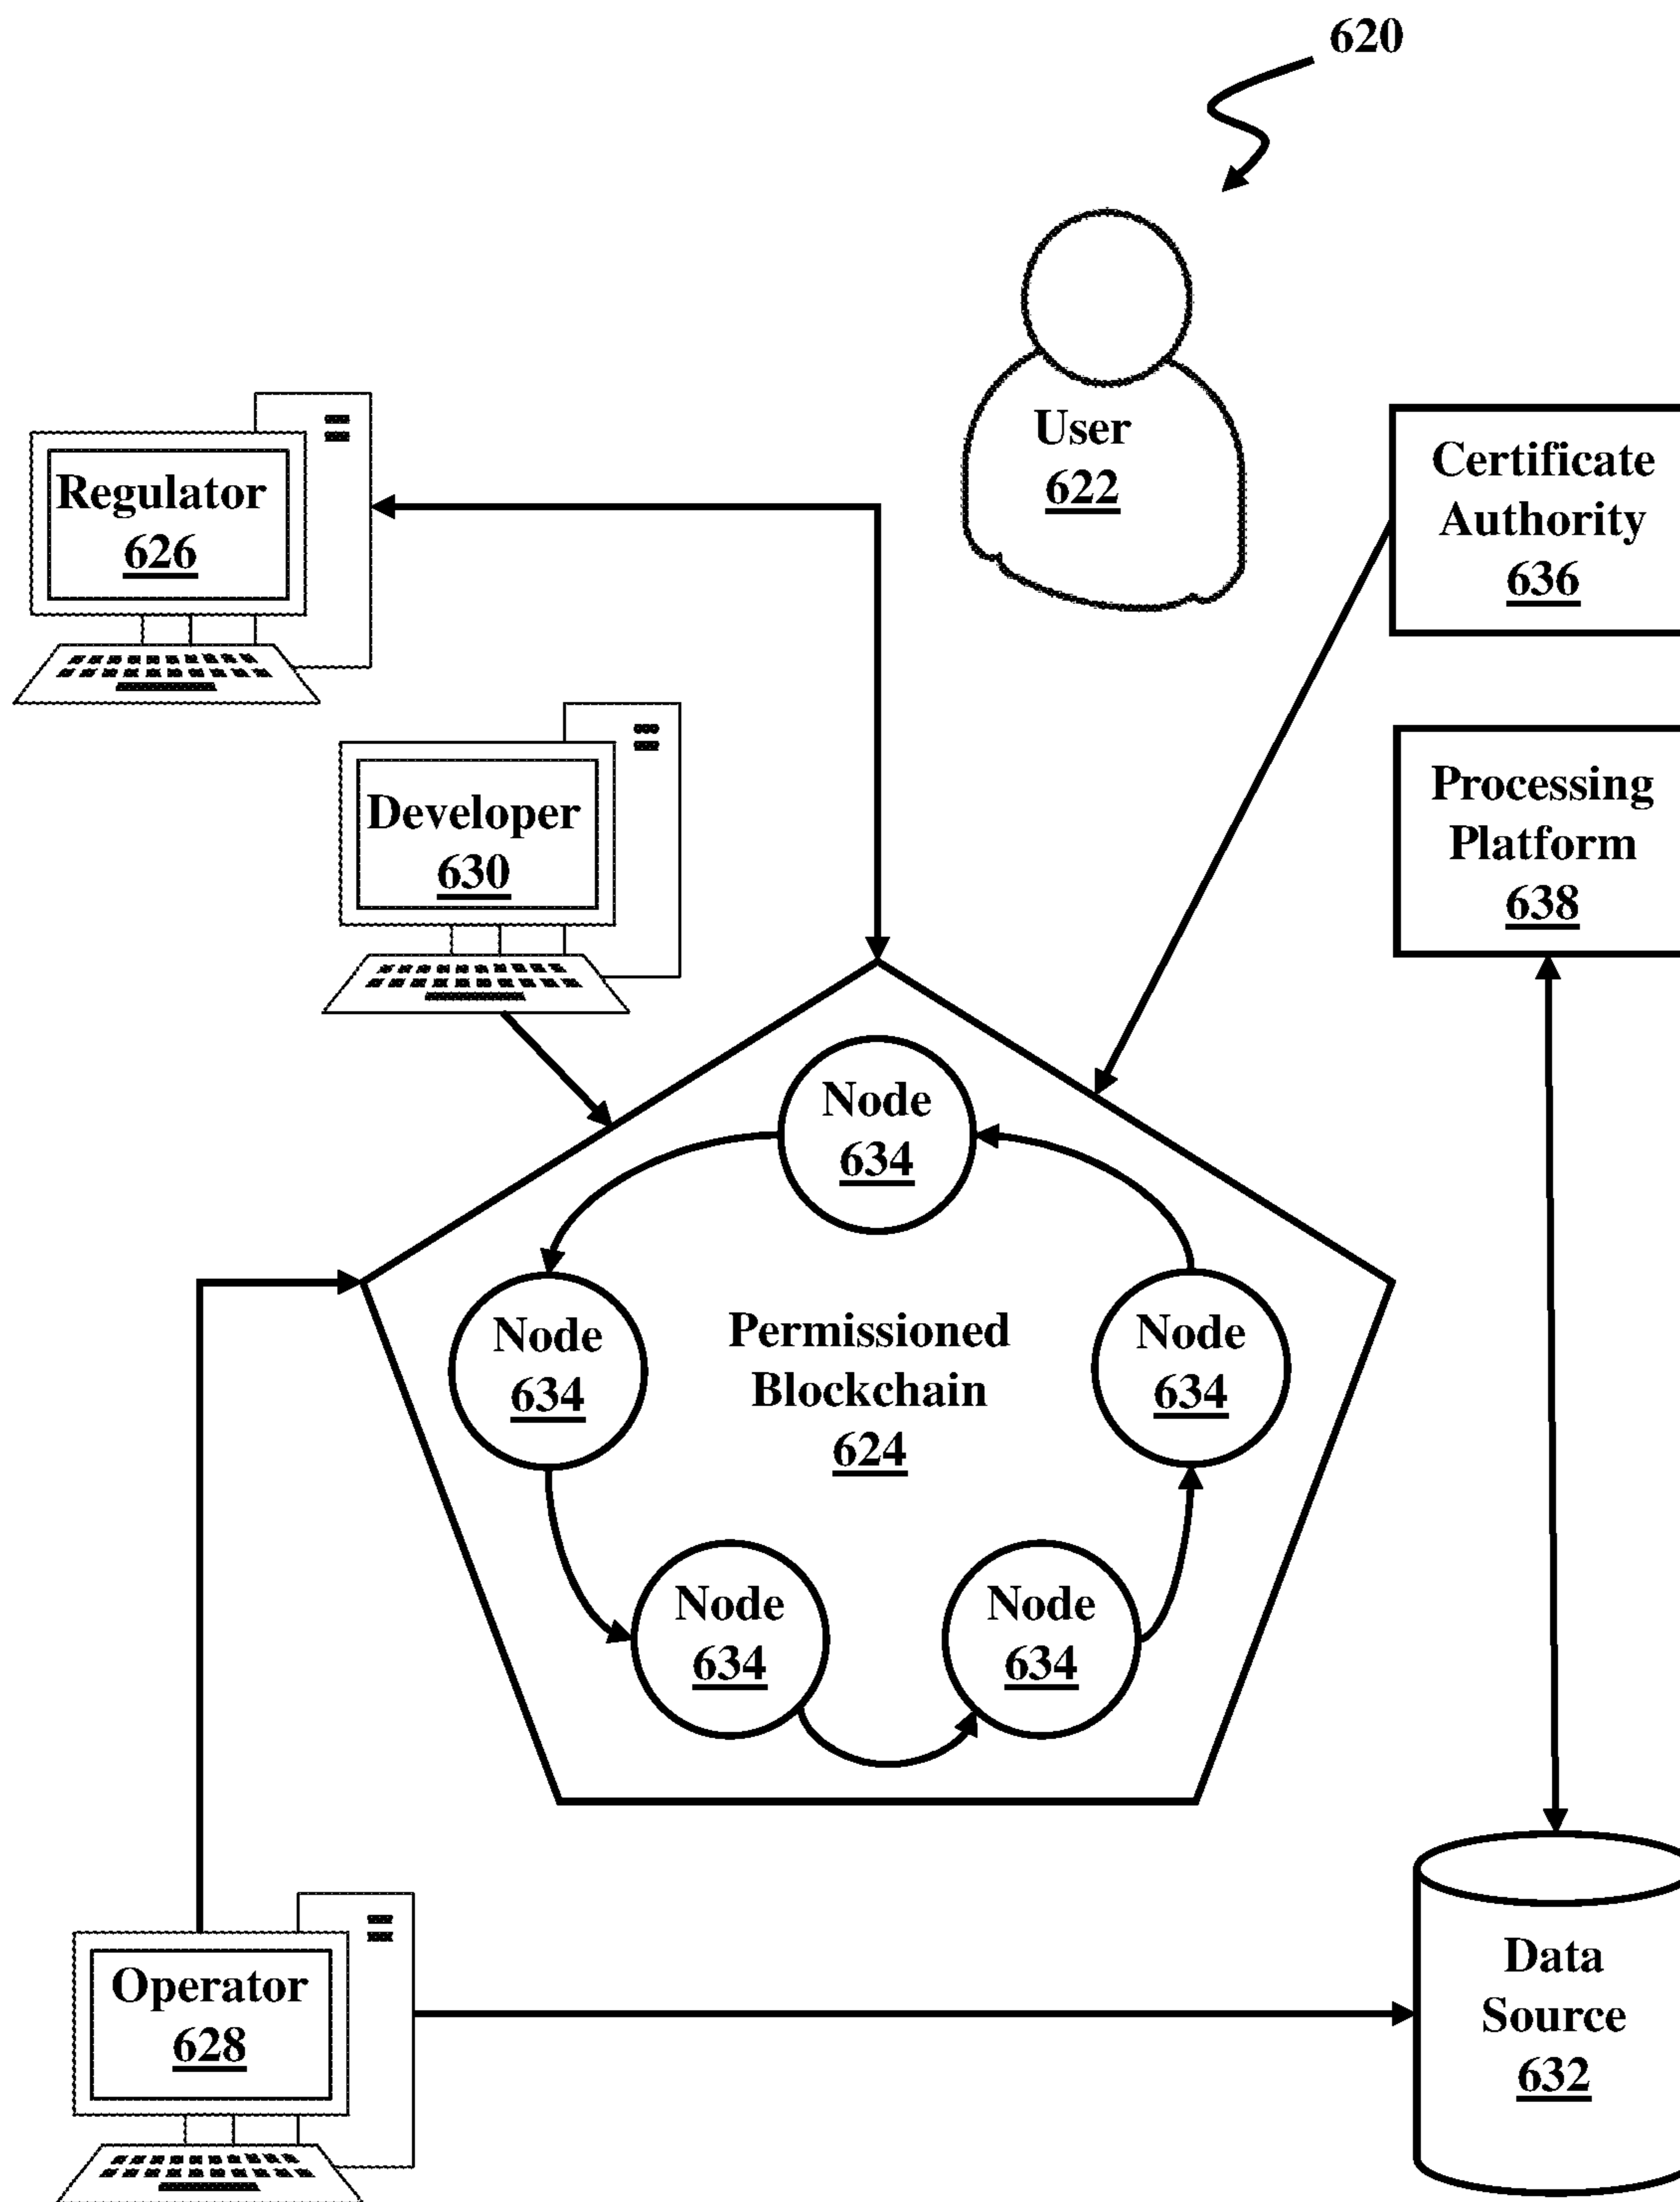 620
User
622
Certificate
Authority
636
Regulator
626
Processing
Platform
638
Developer
630
Node
634
Node
634
Permissioned
Blockchain
624
Node
634
Node
634
Node
634
Operator
628
Data
Source
632